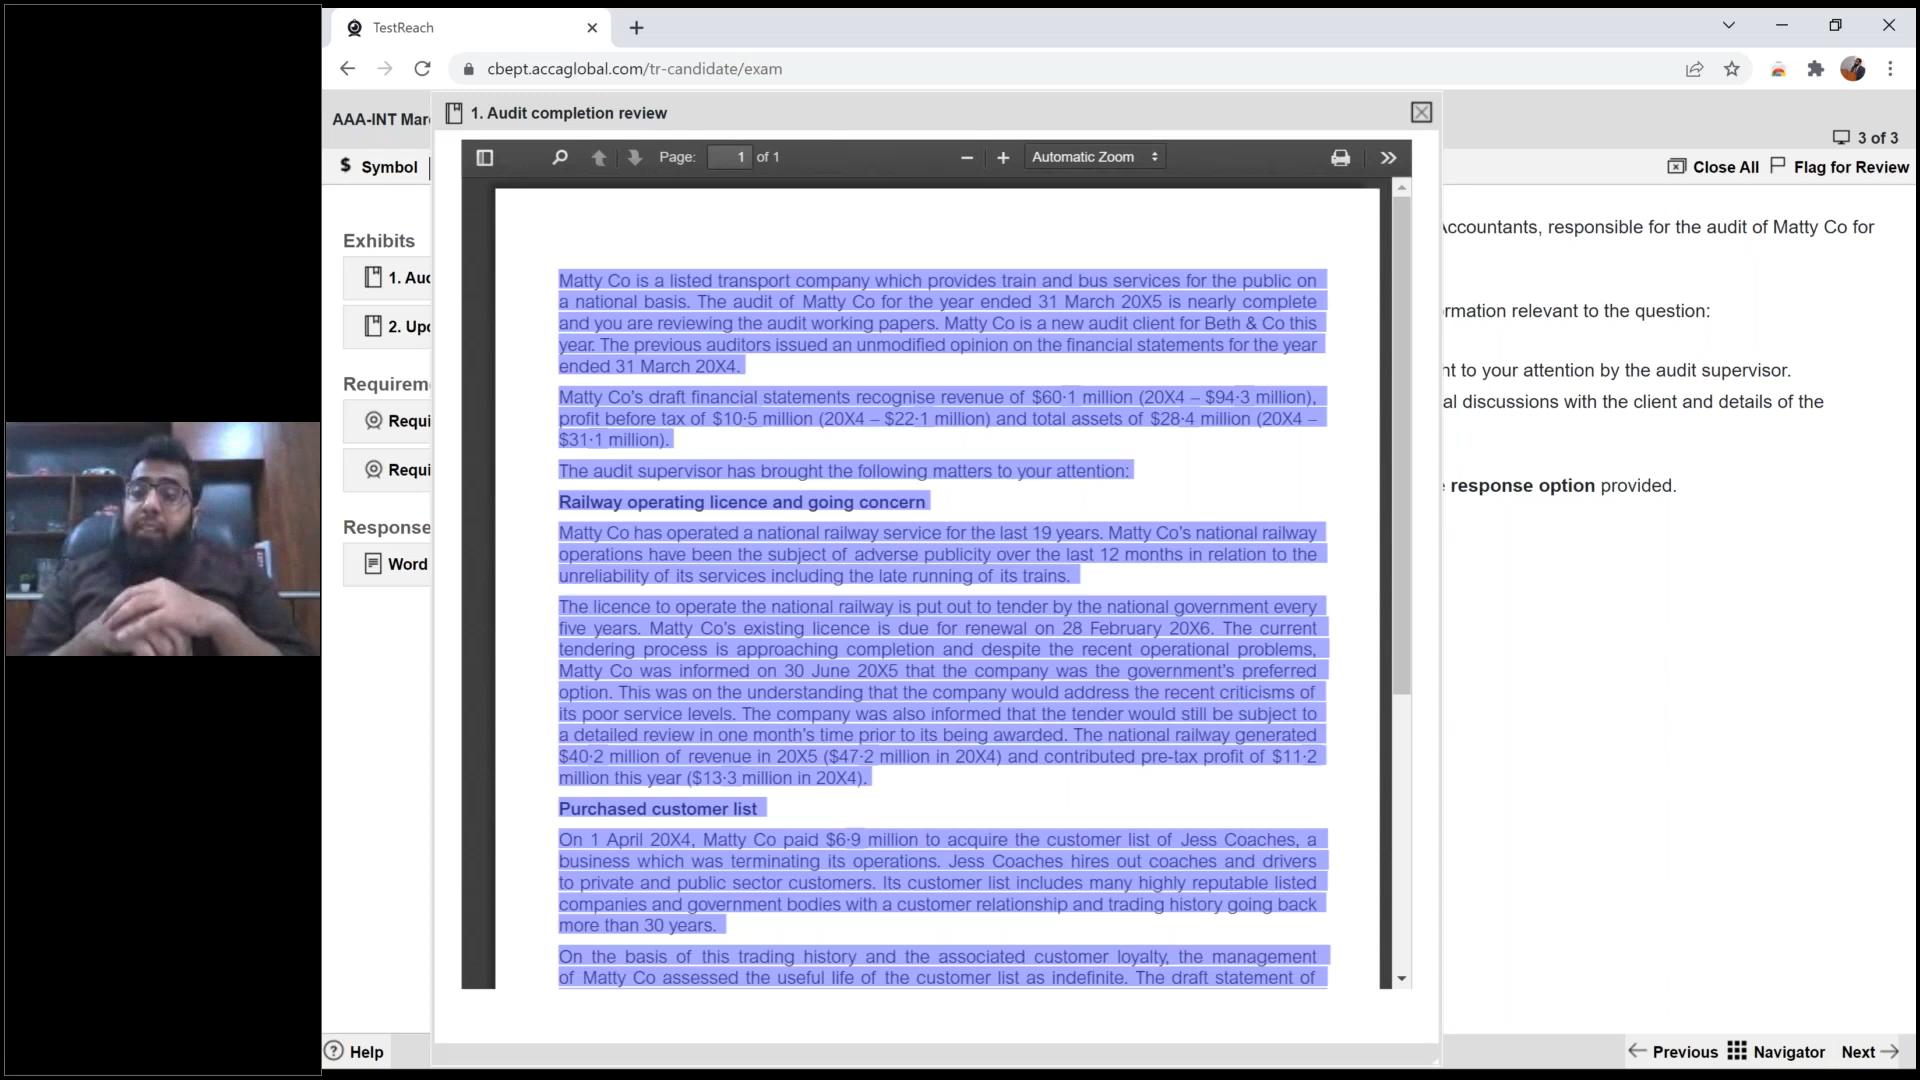 TestReach
cbept.accaglobal.com/tr-candidate/exam
AAA-INT Mar
1. Audit completion review
3 of 3
Symbol
Page: 1 of 1
Automatic Zoom
Close All
Flag for Review
Exhibits
1. Auc
2. Upc
Requirem
Requi
Requi
Response
Word
Accountants, responsible for the audit of Matty Co for
rmation relevant to the question:
nt to your attention by the audit supervisor.
al discussions with the client and details of the
response option provided.
Matty Co is a listed transport company which provides train and bus services for the public on
a national basis. The audit of Matty Co for the year ended 31 March 20X5 is nearly complete
and you are reviewing the audit working papers. Matty Co is a new audit client for Beth & Co this
year. The previous auditors issued an unmodified opinion on the financial statements for the year
ended 31 March 20X4.
Matty Co's draft financial statements recognise revenue of $60·1 million (20X4 – $94·3 million),
profit before tax of $10·5 million (20X4 – $22·1 million) and total assets of $28·4 million (20X4 –
$31·1 million).
The audit supervisor has brought the following matters to your attention:
Railway operating licence and going concern
Matty Co has operated a national railway service for the last 19 years. Matty Co's national railway
operations have been the subject of adverse publicity over the last 12 months in relation to the
unreliability of its services including the late running of its trains.
The licence to operate the national railway is put out to tender by the national government every
five years. Matty Co's existing licence is due for renewal on 28 February 20X6. The current
tendering process is approaching completion and despite the recent operational problems,
Matty Co was informed on 30 June 20X5 that the company was the government's preferred
option. This was on the understanding that the company would address the recent criticisms of
its poor service levels. The company was also informed that the tender would still be subject to
a detailed review in one month's time prior to its being awarded. The national railway generated
$40·2 million of revenue in 20X5 ($47·2 million in 20X4) and contributed pre-tax profit of $11·2
million this year ($13·3 million in 20X4).
Purchased customer list
On 1 April 20X4, Matty Co paid $6·9 million to acquire the customer list of Jess Coaches, a
business which was terminating its operations. Jess Coaches hires out coaches and drivers
to private and public sector customers. Its customer list includes many highly reputable listed
companies and government bodies with a customer relationship and trading history going back
more than 30 years.
On the basis of this trading history and the associated customer loyalty, the management
of Matty Co assessed the useful life of the customer list as indefinite. The draft statement of
Help
Previous
Navigator
Next